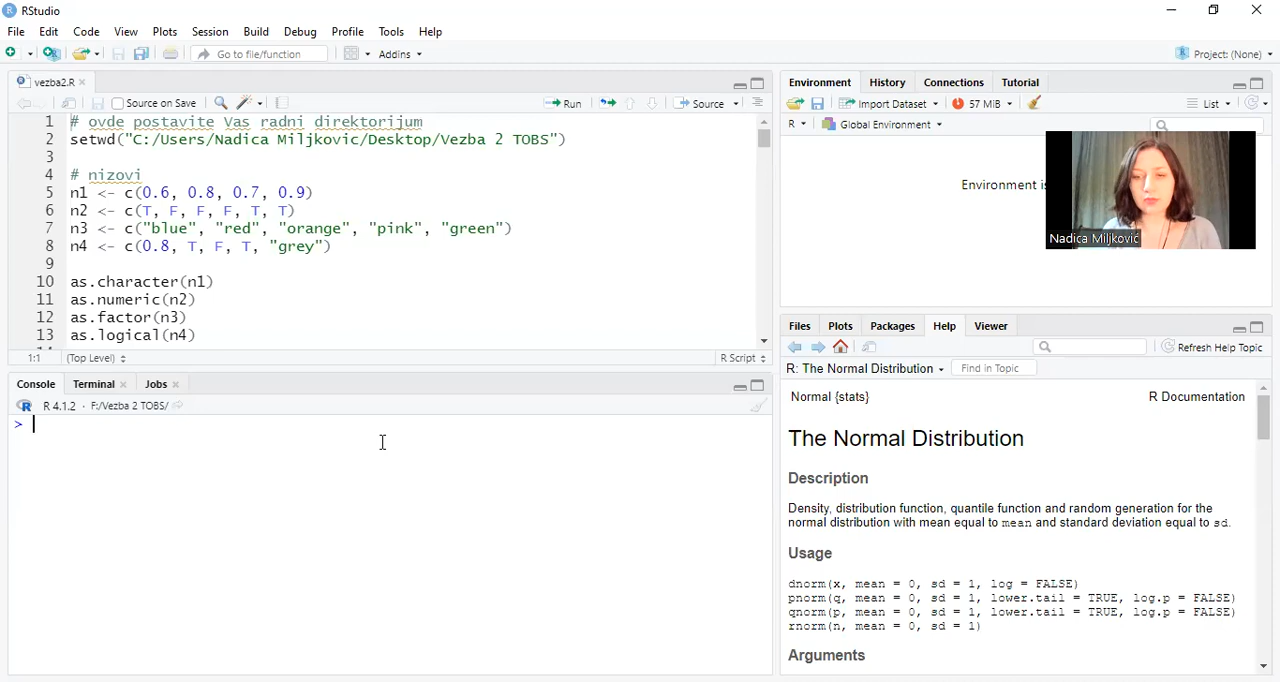 RStudio
File Edit Code View Plots Session Build Debug Profile Tools Help
Go to file/function Addins Project: (None)
vezba2.R
Source on Save Run Source
1 # ovde postavite Vas radni direktorijum
2 setwd("C:/Users/Nadica Miljkovic/Desktop/Vezba 2 TOBS")
3
4 # nizovi
5 n1 <- c(0.6, 0.8, 0.7, 0.9)
6 n2 <- c(T, F, F, F, T, T)
7 n3 <- c("blue", "red", "orange", "pink", "green")
8 n4 <- c(0.8, T, F, T, "grey")
9
10 as.character(n1)
11 as.numeric(n2)
12 as.factor(n3)
13 as.logical(n4)
1:1 (Top Level) R Script
Console Terminal Jobs
R 4.1.2 · F:/Vezba 2 TOBS/
>
Environment History Connections Tutorial
Import Dataset 57 MiB List
R Global Environment
Environment is
Nadica Miljković
Files Plots Packages Help Viewer
Refresh Help Topic
R: The Normal Distribution Find in Topic
Normal {stats} R Documentation
The Normal Distribution
Description
Density, distribution function, quantile function and random generation for the
normal distribution with mean equal to mean and standard deviation equal to sd.
Usage
dnorm(x, mean = 0, sd = 1, log = FALSE)
pnorm(q, mean = 0, sd = 1, lower.tail = TRUE, log.p = FALSE)
qnorm(p, mean = 0, sd = 1, lower.tail = TRUE, log.p = FALSE)
rnorm(n, mean = 0, sd = 1)
Arguments